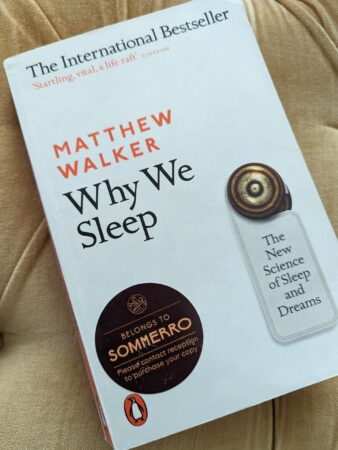 The International Bestseller
'Startling, vital, a life raft' GUARDIAN
MATTHEW
WALKER
Why We
Sleep
The
New
Science
of Sleep
and
Dreams
BELONGS TO
SOMMERRO
Please contact reception
to purchase your copy